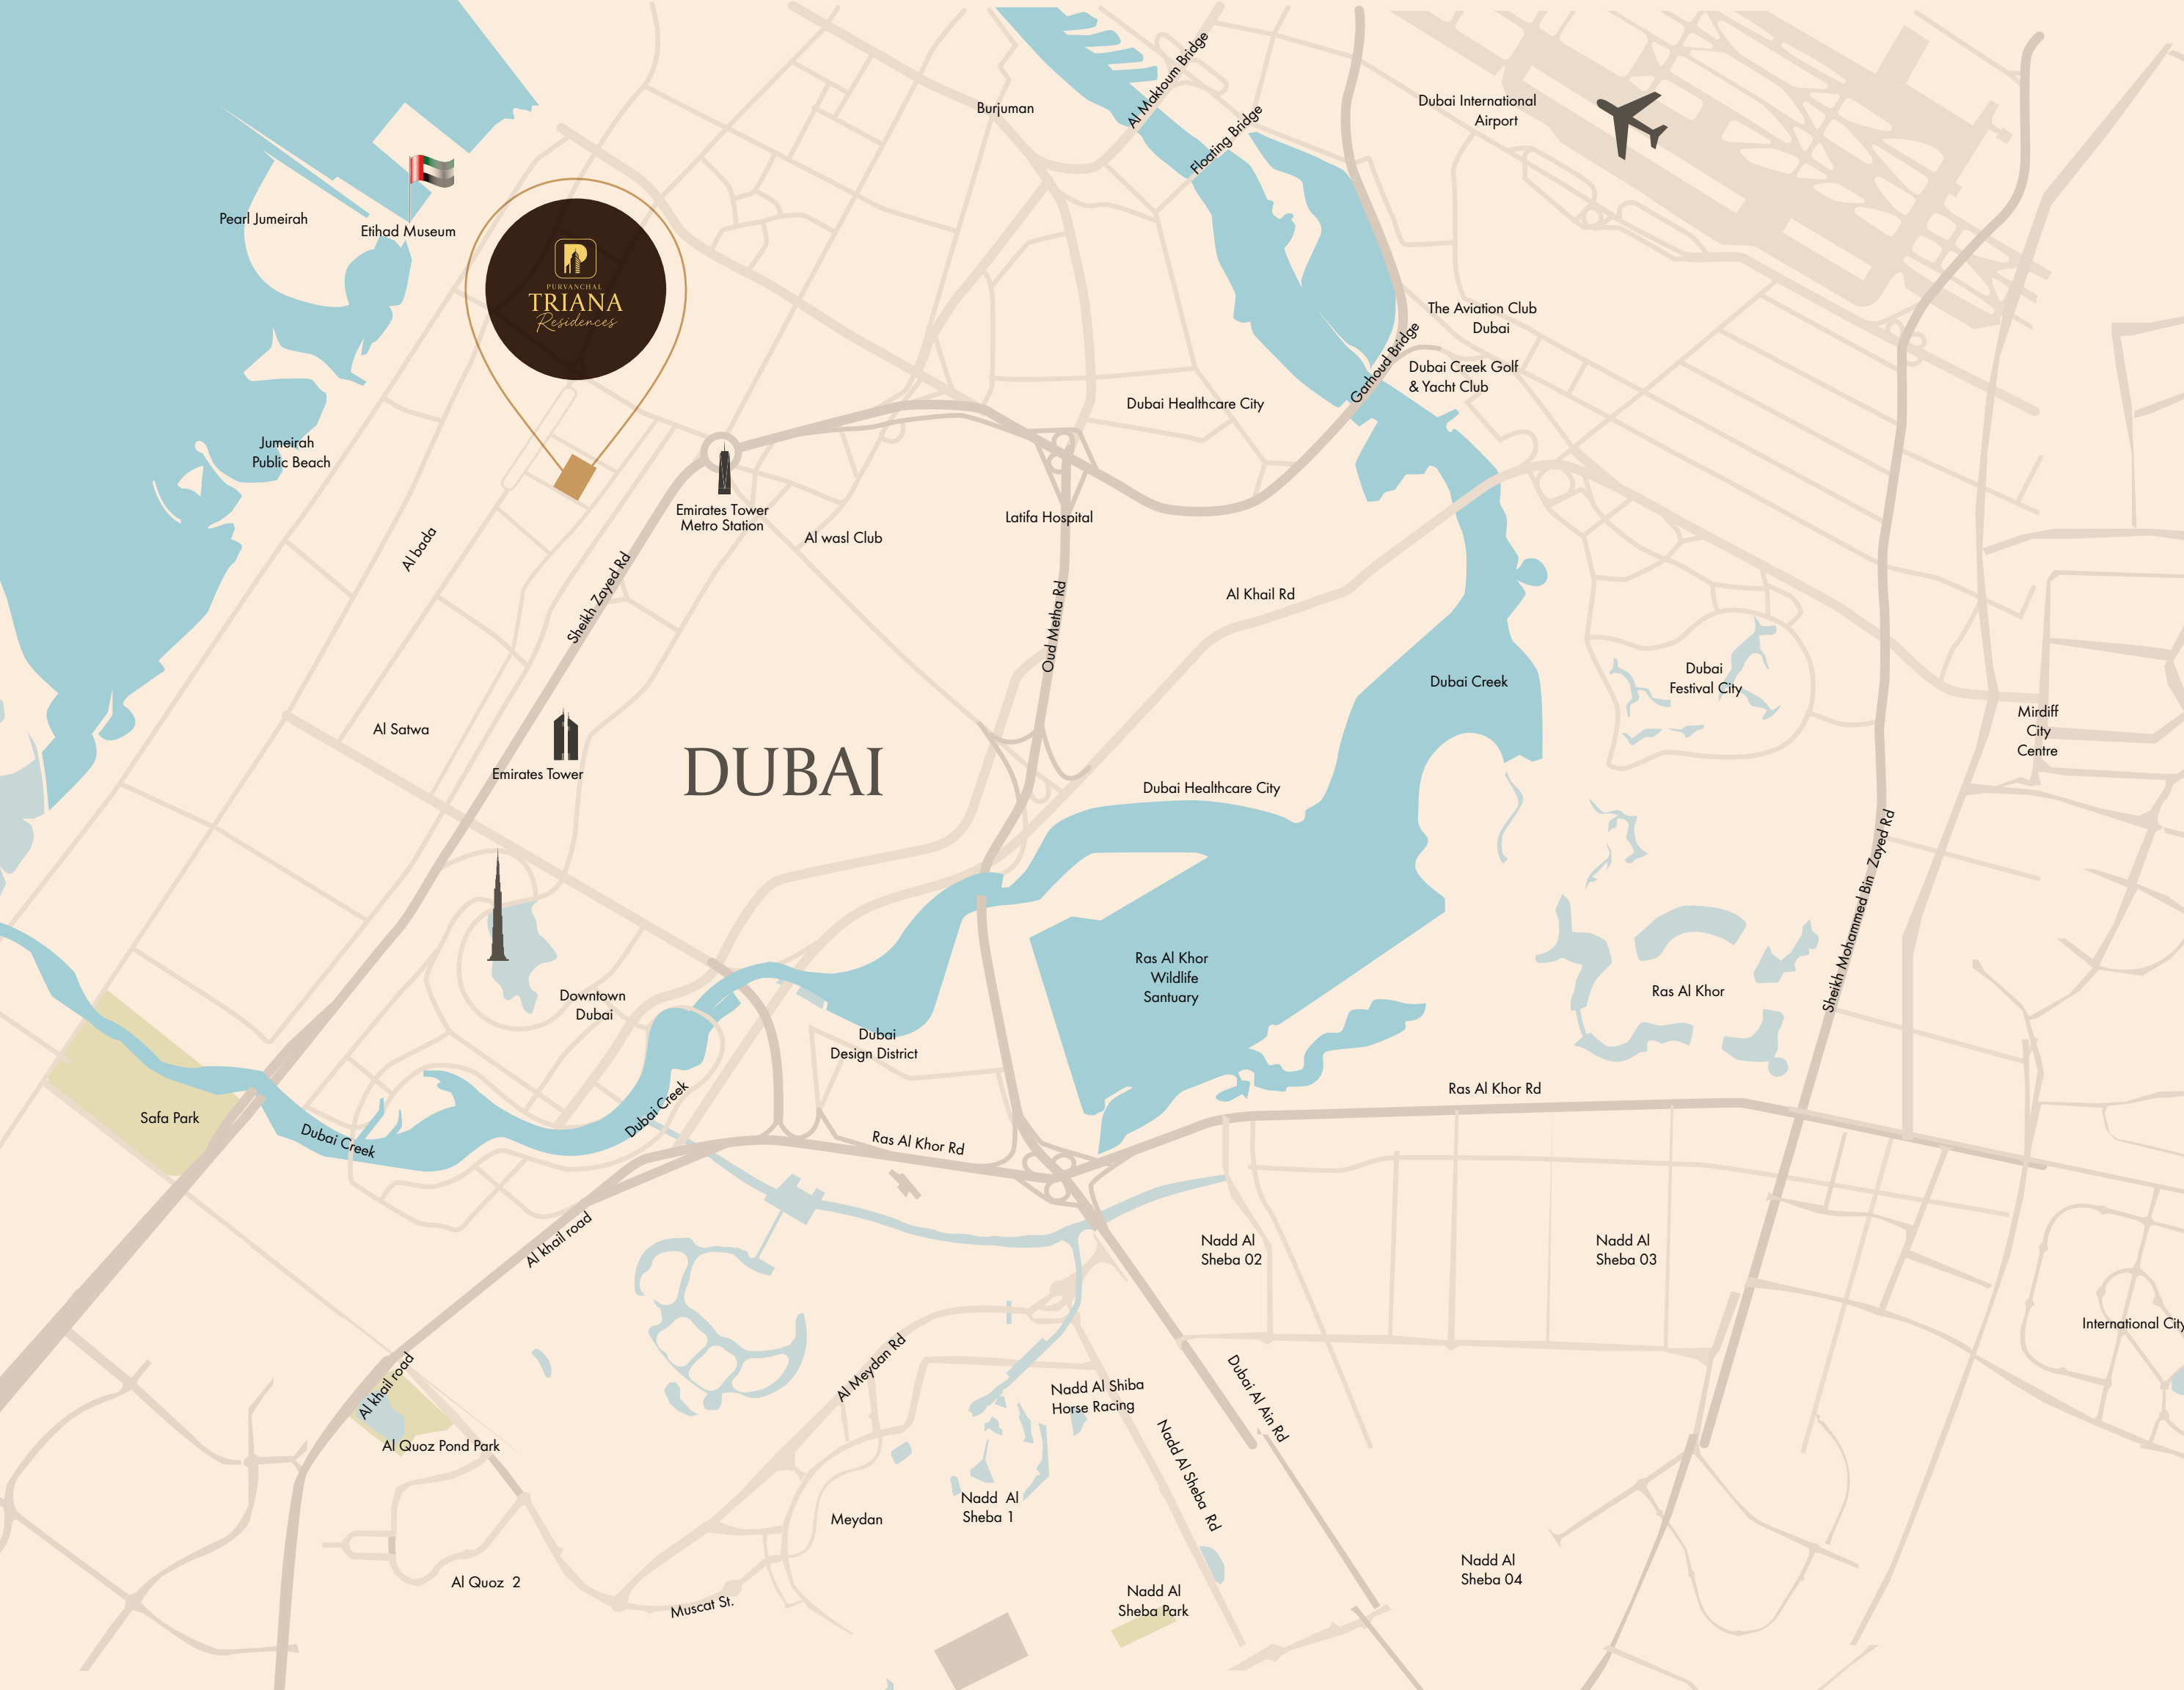 Al Maktoum Bridge
Burjuman
Floating Bridge
Dubai International
Airport
Pearl Jumeirah
Etihad Museum
PURVANCHAL
TRIANA
Residences
The Aviation Club
Dubai
Garhoud Bridge
Dubai Creek Golf
& Yacht Club
Dubai Healthcare City
Jumeirah
Public Beach
Emirates Tower
Metro Station
Latifa Hospital
Al wasl Club
Al bada
Sheikh Zayed Rd
Oud Metha Rd
Al Khail Rd
Dubai Creek
Dubai
Festival City
Mirdiff
City
Centre
Al Satwa
Emirates Tower
DUBAI
Dubai Healthcare City
Sheikh Mohammed Bin Zayed Rd
Ras Al Khor
Wildlife
Santuary
Ras Al Khor
Downtown
Dubai
Dubai
Design District
Ras Al Khor Rd
Safa Park
Dubai Creek
Dubai Creek
Ras Al Khor Rd
Al khail road
Nadd Al
Sheba 02
Nadd Al
Sheba 03
International City
Al khail road
Al Meydan Rd
Nadd Al Shiba
Horse Racing
Dubai Al Ain Rd
Al Quoz Pond Park
Nadd Al Sheba Rd
Nadd Al
Sheba 1
Meydan
Al Quoz 2
Muscat St.
Nadd Al
Sheba Park
Nadd Al
Sheba 04